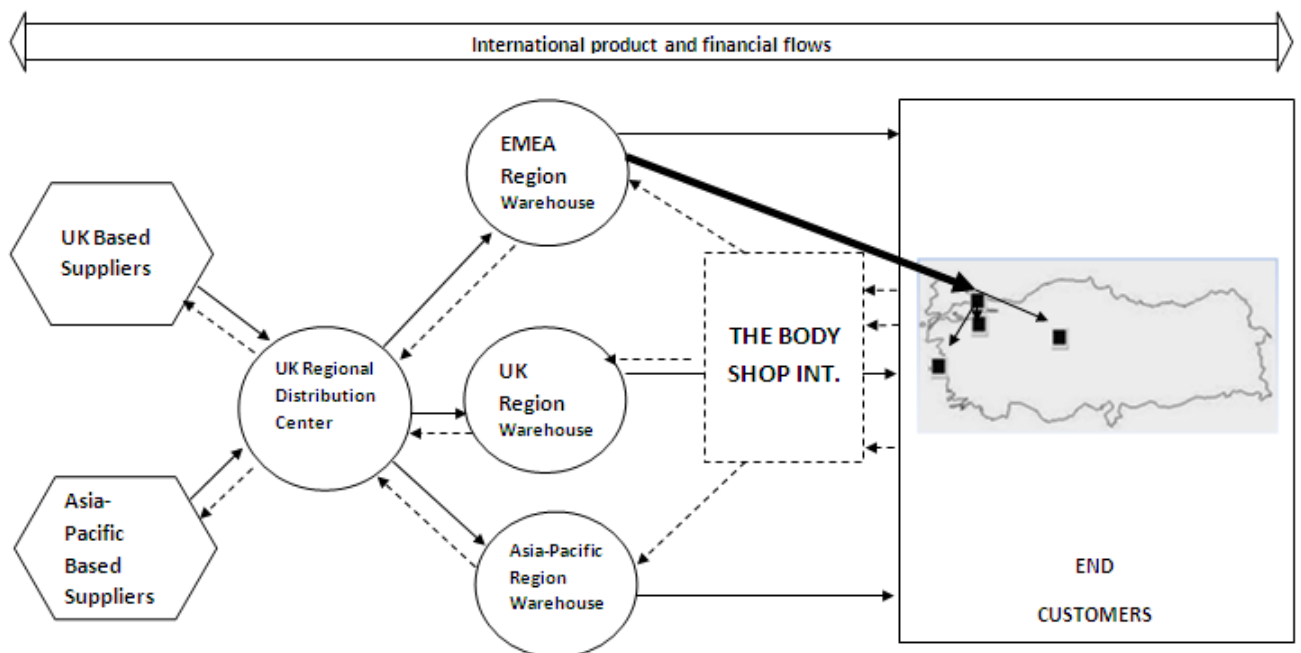 International product and financial flows
EMEA
Region
Warehouse
UK Based
Suppliers
THE BODY
SHOP INT.
UK Regional
Distribution
Center
UK
Region
Warehouse
Asia-
Pacific
Based
Suppliers
Asia-Pacific
Region
Warehouse
END
CUSTOMERS